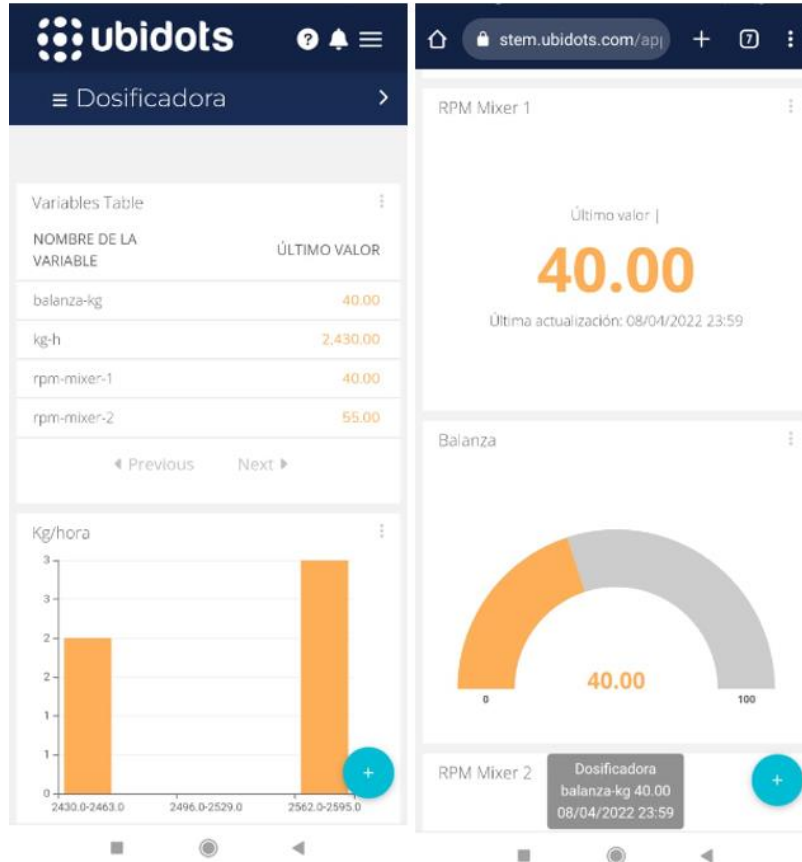 ubidots
Dosificadora
Variables Table
NOMBRE DE LA VARIABLE
ÚLTIMO VALOR
balanza-kg 40.00
kg-h 2,430.00
rpm-mixer-1 40.00
rpm-mixer-2 55.00
Previous Next
Kg/hora
3
3
2
2
1
1
0
2430.0-2463.0 2496.0-2529.0 2562.0-2595.0
+
stem.ubidots.com/app
+ 7
RPM Mixer 1
Último valor |
40.00
Última actualización: 08/04/2022 23:59
Balanza
40.00
0 100
RPM Mixer 2
Dosificadora
balanza-kg 40.00
08/04/2022 23:59
+